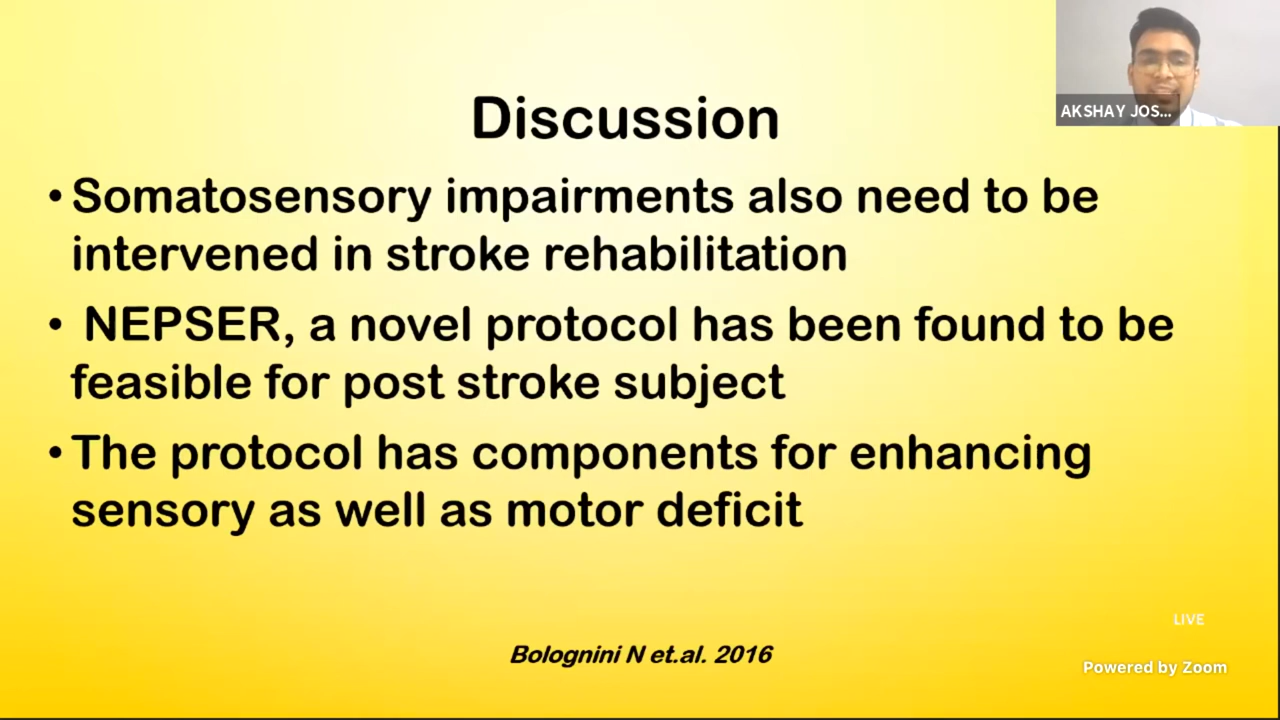 AKSHAY JOS...
Discussion
• Somatosensory impairments also need to be
intervened in stroke rehabilitation
• NEPSER, a novel protocol has been found to be
feasible for post stroke subject
• The protocol has components for enhancing
sensory as well as motor deficit
LIVE
Bolognini N et.al. 2016
Powered by Zoom